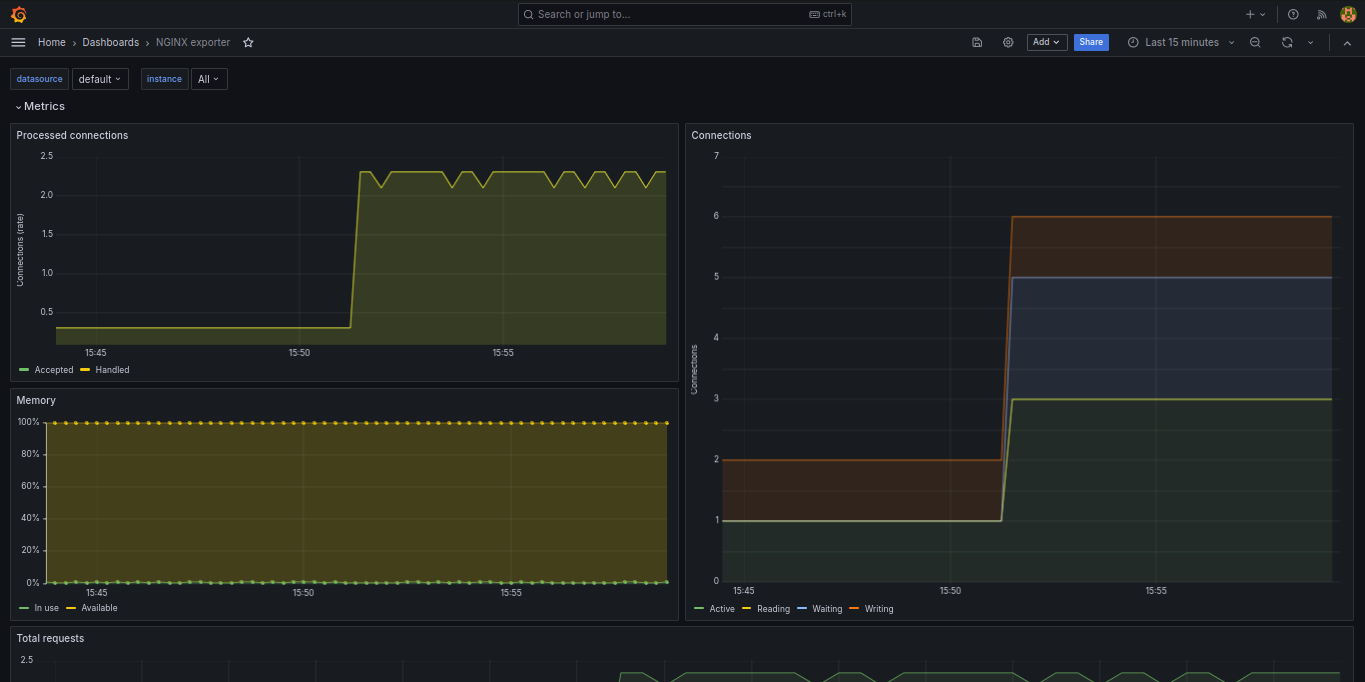 Search or jump to... ctrl+k
Home › Dashboards › NGINX exporter
Add Share Last 15 minutes
datasource default instance All
Metrics
Processed connections
2.5
2.0
1.5
1.0
0.5
Connections (rate)
15:45 15:50 15:55
Accepted Handled
Connections
7
6
5
4
3
2
1
0
Connections
15:45 15:50 15:55
Active Reading Waiting Writing
Memory
100%
80%
60%
40%
20%
0%
15:45 15:50 15:55
In use Available
Total requests
2.5